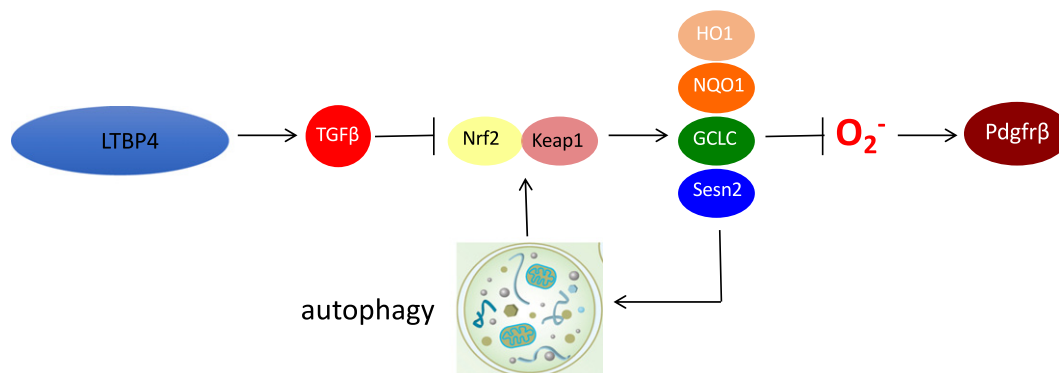 HO1
NQO1
LTBP4
TGFβ
Nrf2
Keap1
GCLC
O₂⁻
Pdgfrβ
Sesn2
autophagy